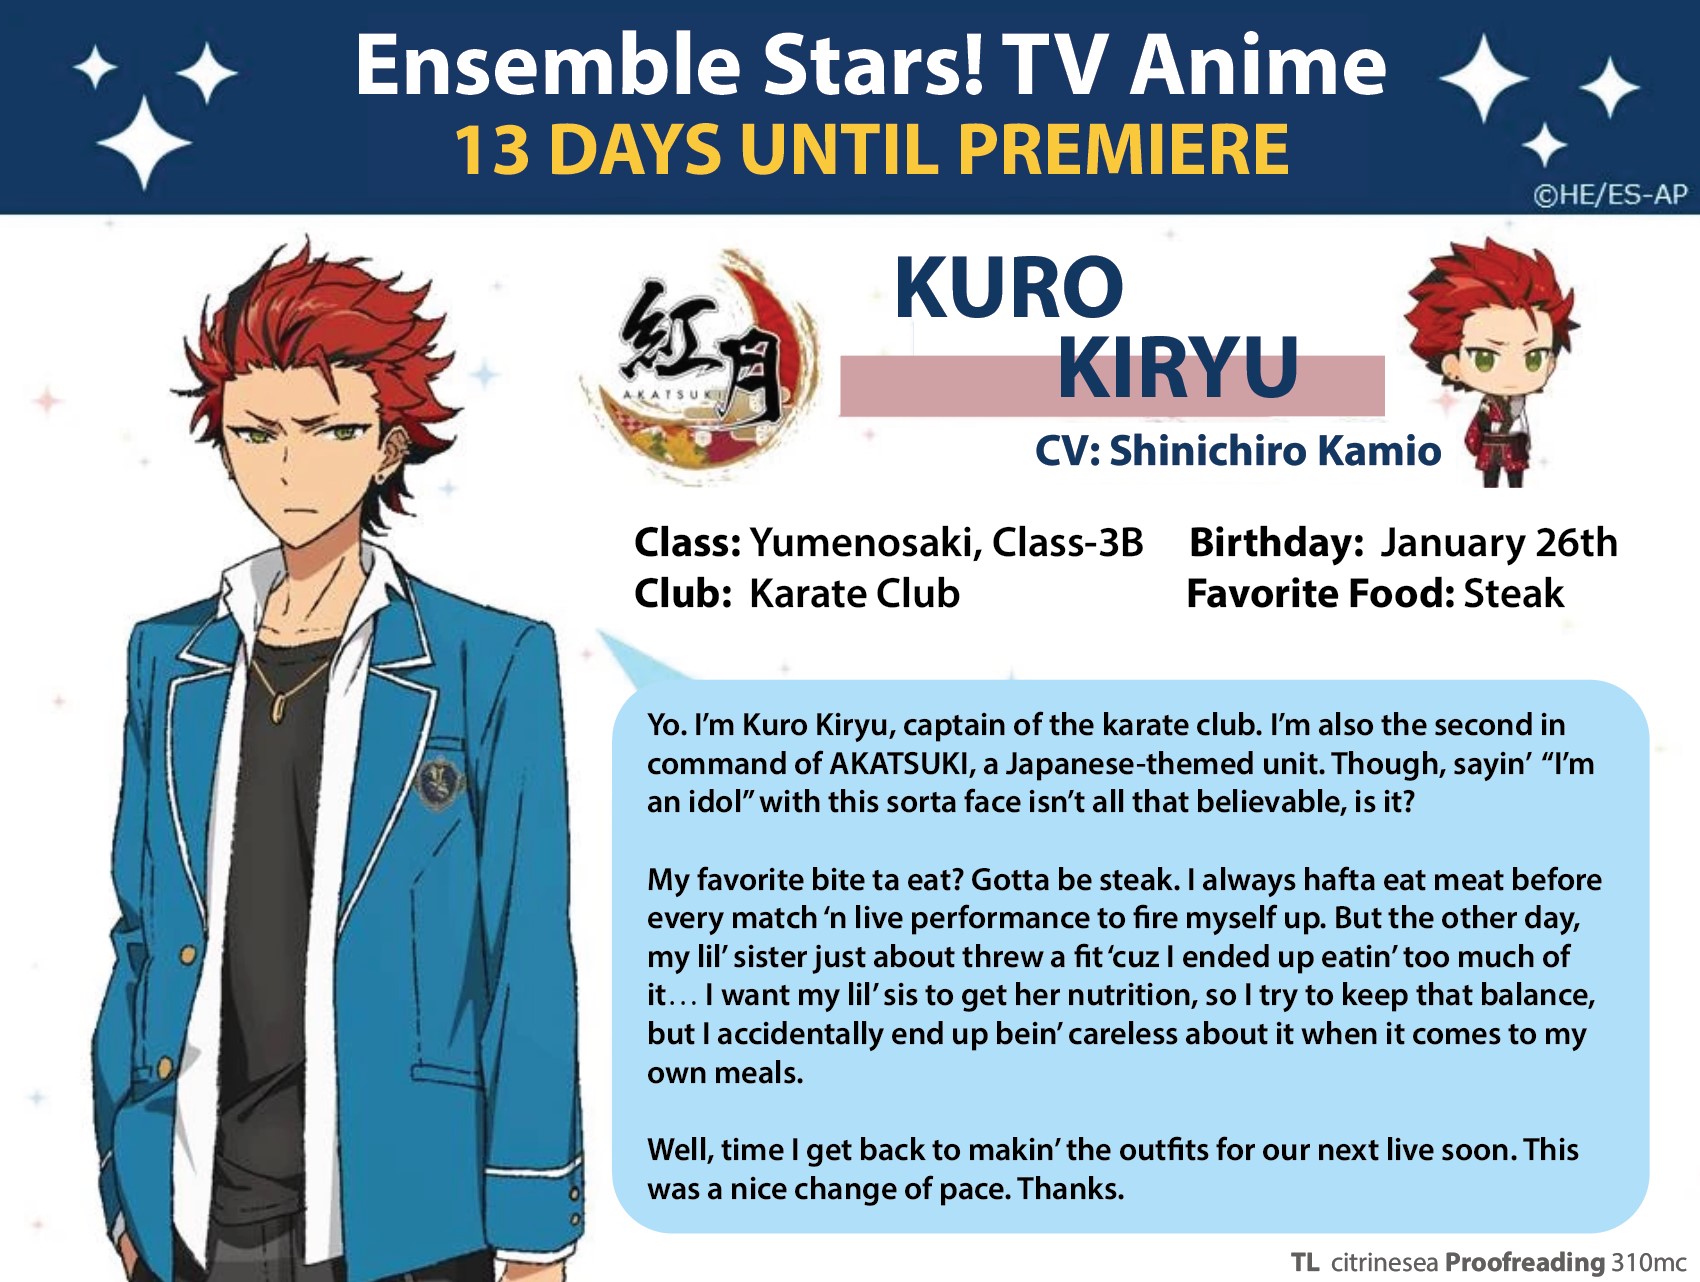 Ensemble Stars! TV Anime
13 DAYS UNTIL PREMIERE
©HE/ES-AP
紅月
AKATSUKI
KURO
KIRYU
CV: Shinichiro Kamio
Class: Yumenosaki, Class-3B Birthday: January 26th
Club: Karate Club Favorite Food: Steak
Yo. I’m Kuro Kiryu, captain of the karate club. I’m also the second in
command of AKATSUKI, a Japanese-themed unit. Though, sayin’ “I’m
an idol” with this sorta face isn’t all that believable, is it?
My favorite bite ta eat? Gotta be steak. I always hafta eat meat before
every match ‘n live performance to fire myself up. But the other day,
my lil’ sister just about threw a fit ‘cuz I ended up eatin’ too much of
it… I want my lil’ sis to get her nutrition, so I try to keep that balance,
but I accidentally end up bein’ careless about it when it comes to my
own meals.
Well, time I get back to makin’ the outfits for our next live soon. This
was a nice change of pace. Thanks.
TL citrinesea Proofreading 310mc